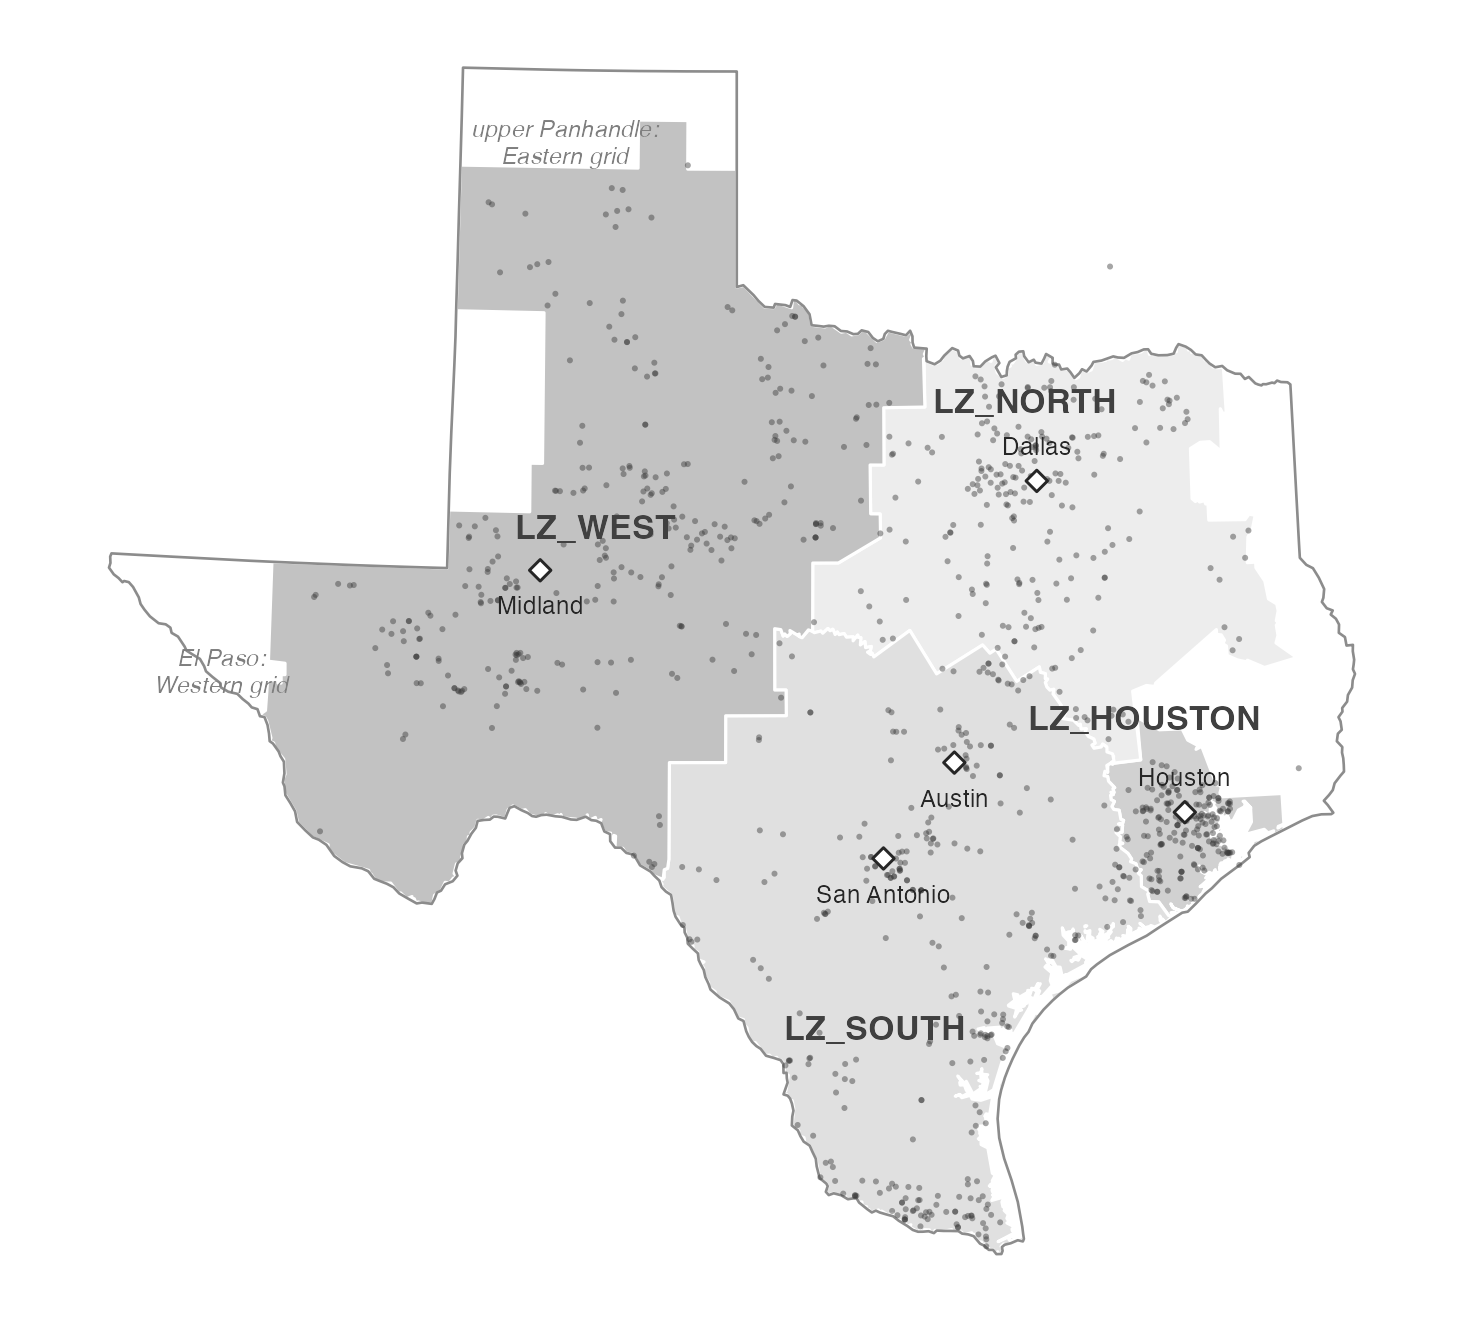 upper Panhandle:
Eastern grid
LZ_NORTH
Dallas
LZ_WEST
Midland
El Paso:
Western grid
LZ_HOUSTON
Houston
Austin
San Antonio
LZ_SOUTH